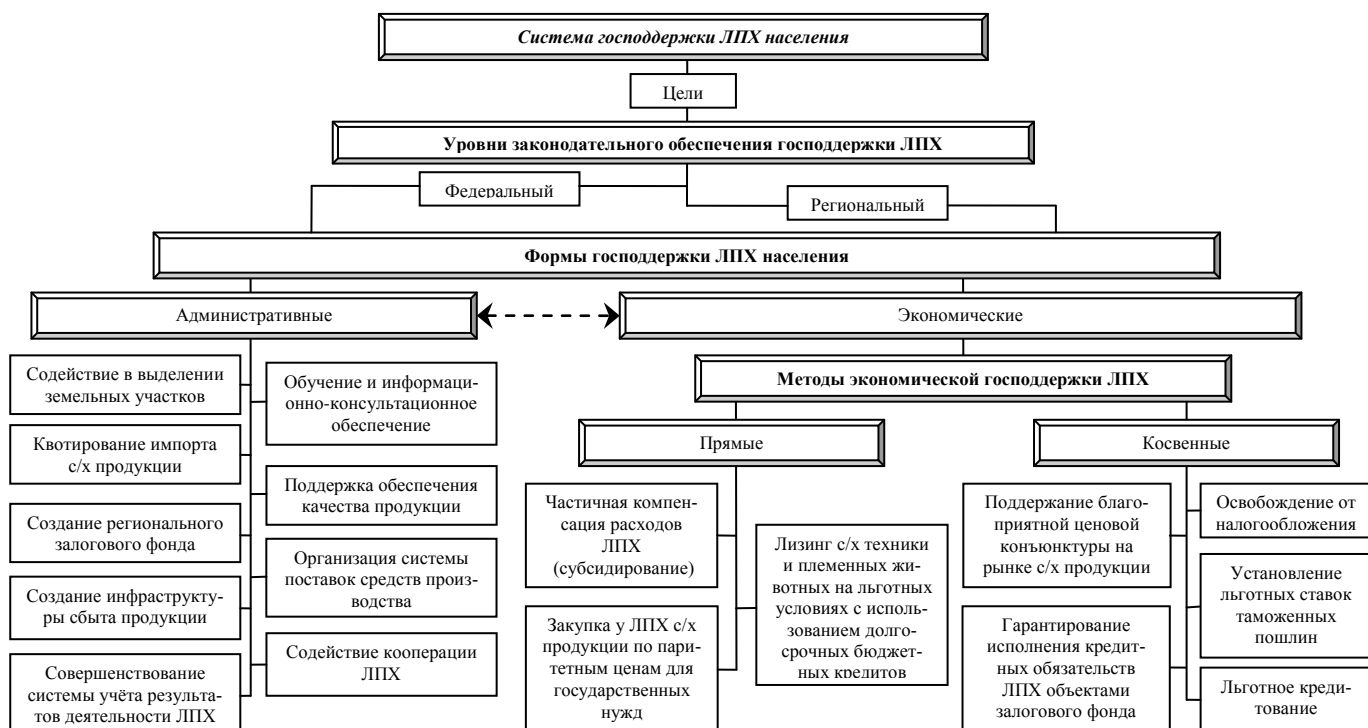 Система господдержки ЛПХ населения
Цели
Уровни законодательного обеспечения господдержки ЛПХ
Федеральный
Региональный
Формы господдержки ЛПХ населения
Административные
Экономические
Содействие в выделении
земельных участков
Обучение и информаци-
онно-консультационное
обеспечение
Квотирование импорта
с/х продукции
Поддержка обеспечения
качества продукции
Создание регионального
залогового фонда
Организация системы
поставок средств произ-
водства
Создание инфраструкту-
ры сбыта продукции
Содействие кооперации
ЛПХ
Совершенствование
системы учёта результа-
тов деятельности ЛПХ
Методы экономической господдержки ЛПХ
Прямые
Косвенные
Частичная компен-
сация расходов
ЛПХ
(субсидирование)
Лизинг с/х техники
и племенных жи-
вотных на льготных
условиях с исполь-
зованием долго-
срочных бюджет-
ных кредитов
Закупка у ЛПХ с/х
продукции по пари-
тетным ценам для
государственных
нужд
Поддержание благо-
приятной ценовой
конъюнктуры на
рынке с/х продукции
Освобождение от
налогообложения
Установление
льготных ставок
таможенных
пошлин
Гарантирование
исполнения кредит-
ных обязательств
ЛПХ объектами
залогового фонда
Льготное креди-
тование